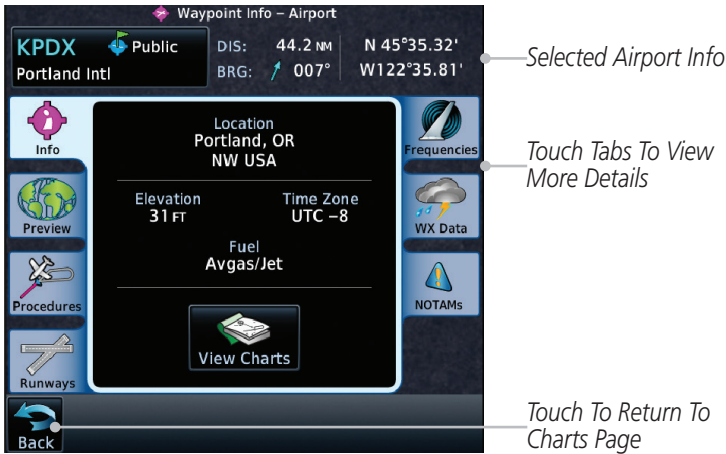 Waypoint Info – Airport
KPDX Public
Portland Intl
DIS: 44.2 NM N 45°35.32'
BRG: 007° W122°35.81'
Selected Airport Info
Info
Preview
Procedures
Runways
Location
Portland, OR
NW USA
Elevation Time Zone
31 FT UTC –8
Fuel
Avgas/Jet
View Charts
Frequencies
WX Data
NOTAMs
Touch Tabs To View
More Details
Back
Touch To Return To
Charts Page